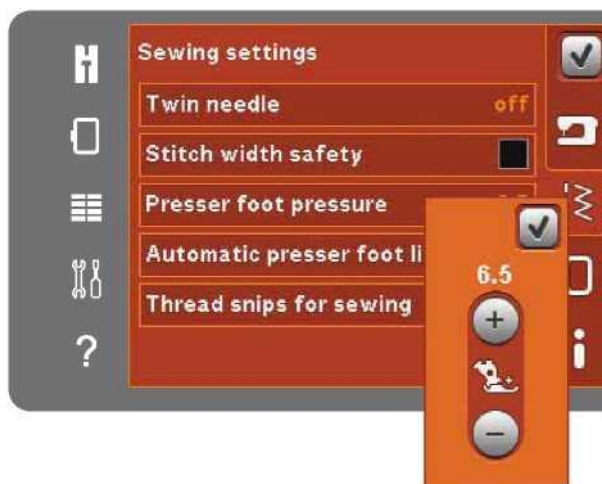 Sewing settings
Twin needle off
Stitch width safety
Presser foot pressure
Automatic presser foot li
Thread snips for sewing
6.5
+
−
?
i